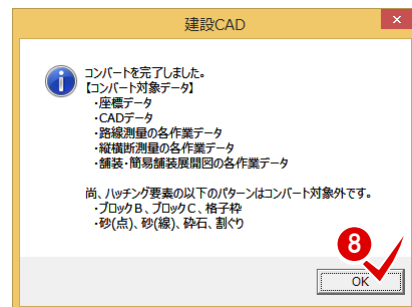 建設CAD
コンバートを完了しました。
【コンバート対象データ】
・座標データ
・CADデータ
・路線測量の各作業データ
・縦横断測量の各作業データ
・舗装・簡易舗装展開図の各作業データ
尚、ハッチング要素の以下のパターンはコンバート対象外です。
・ブロックB、ブロックC、格子枠
・砂(点)、砂(線)、砕石、割ぐり
8
OK